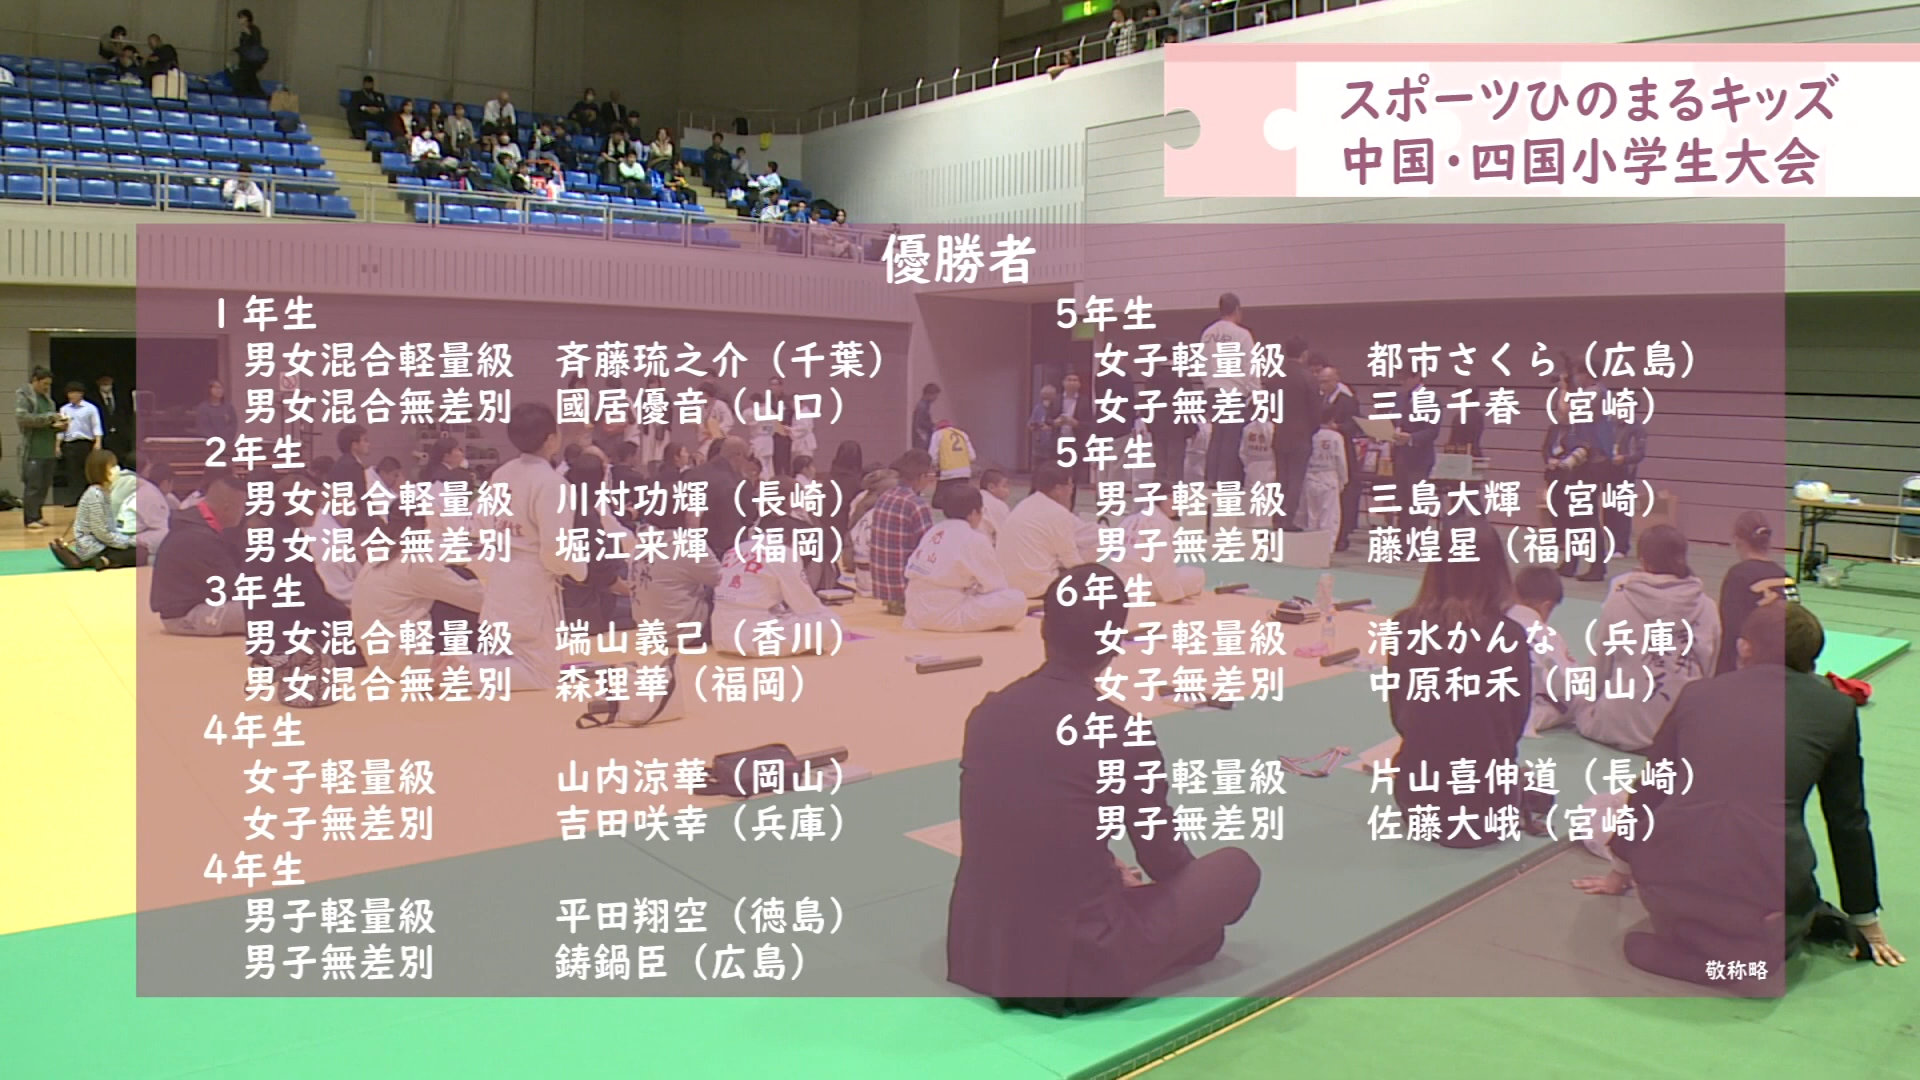 スポーツひのまるキッズ
中国・四国小学生大会
優勝者
1年生
男女混合軽量級　斉藤琉之介（千葉）
男女混合無差別　國居優音（山口）
2年生
男女混合軽量級　川村功輝（長崎）
男女混合無差別　堀江来輝（福岡）
3年生
男女混合軽量級　端山義己（香川）
男女混合無差別　森理華（福岡）
4年生
女子軽量級　山内涼華（岡山）
女子無差別　吉田咲幸（兵庫）
4年生
男子軽量級　平田翔空（徳島）
男子無差別　鋳鍋臣（広島）
5年生
女子軽量級　都市さくら（広島）
女子無差別　三島千春（宮崎）
5年生
男子軽量級　三島大輝（宮崎）
男子無差別　藤煌星（福岡）
6年生
女子軽量級　清水かんな（兵庫）
女子無差別　中原和禾（岡山）
6年生
男子軽量級　片山喜伸道（長崎）
男子無差別　佐藤大峨（宮崎）
敬称略
2